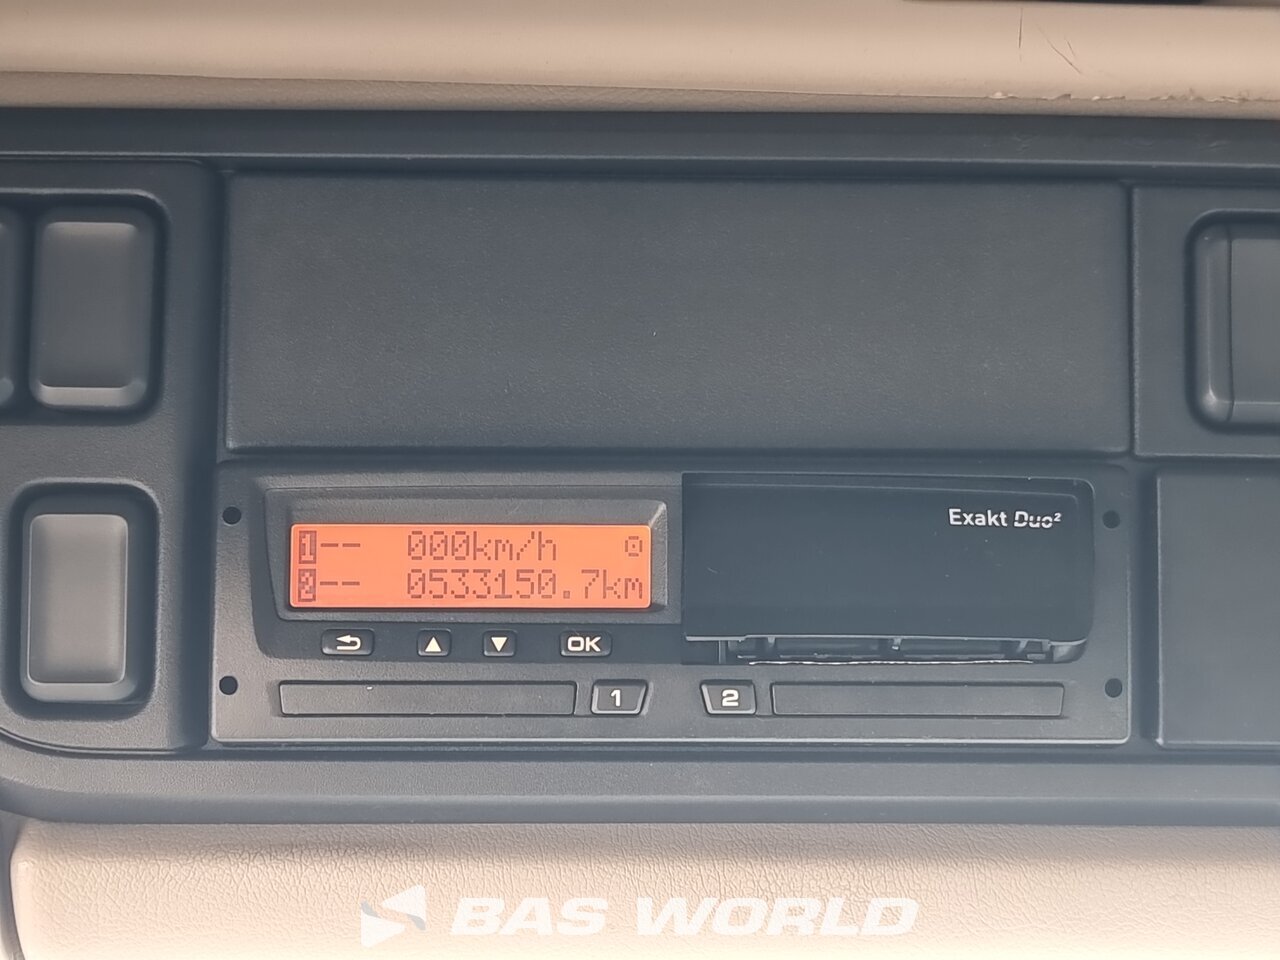 Exakt Duo²
1-- 000km/h
2-- 0533150.7km
OK
1
2
BAS WORLD